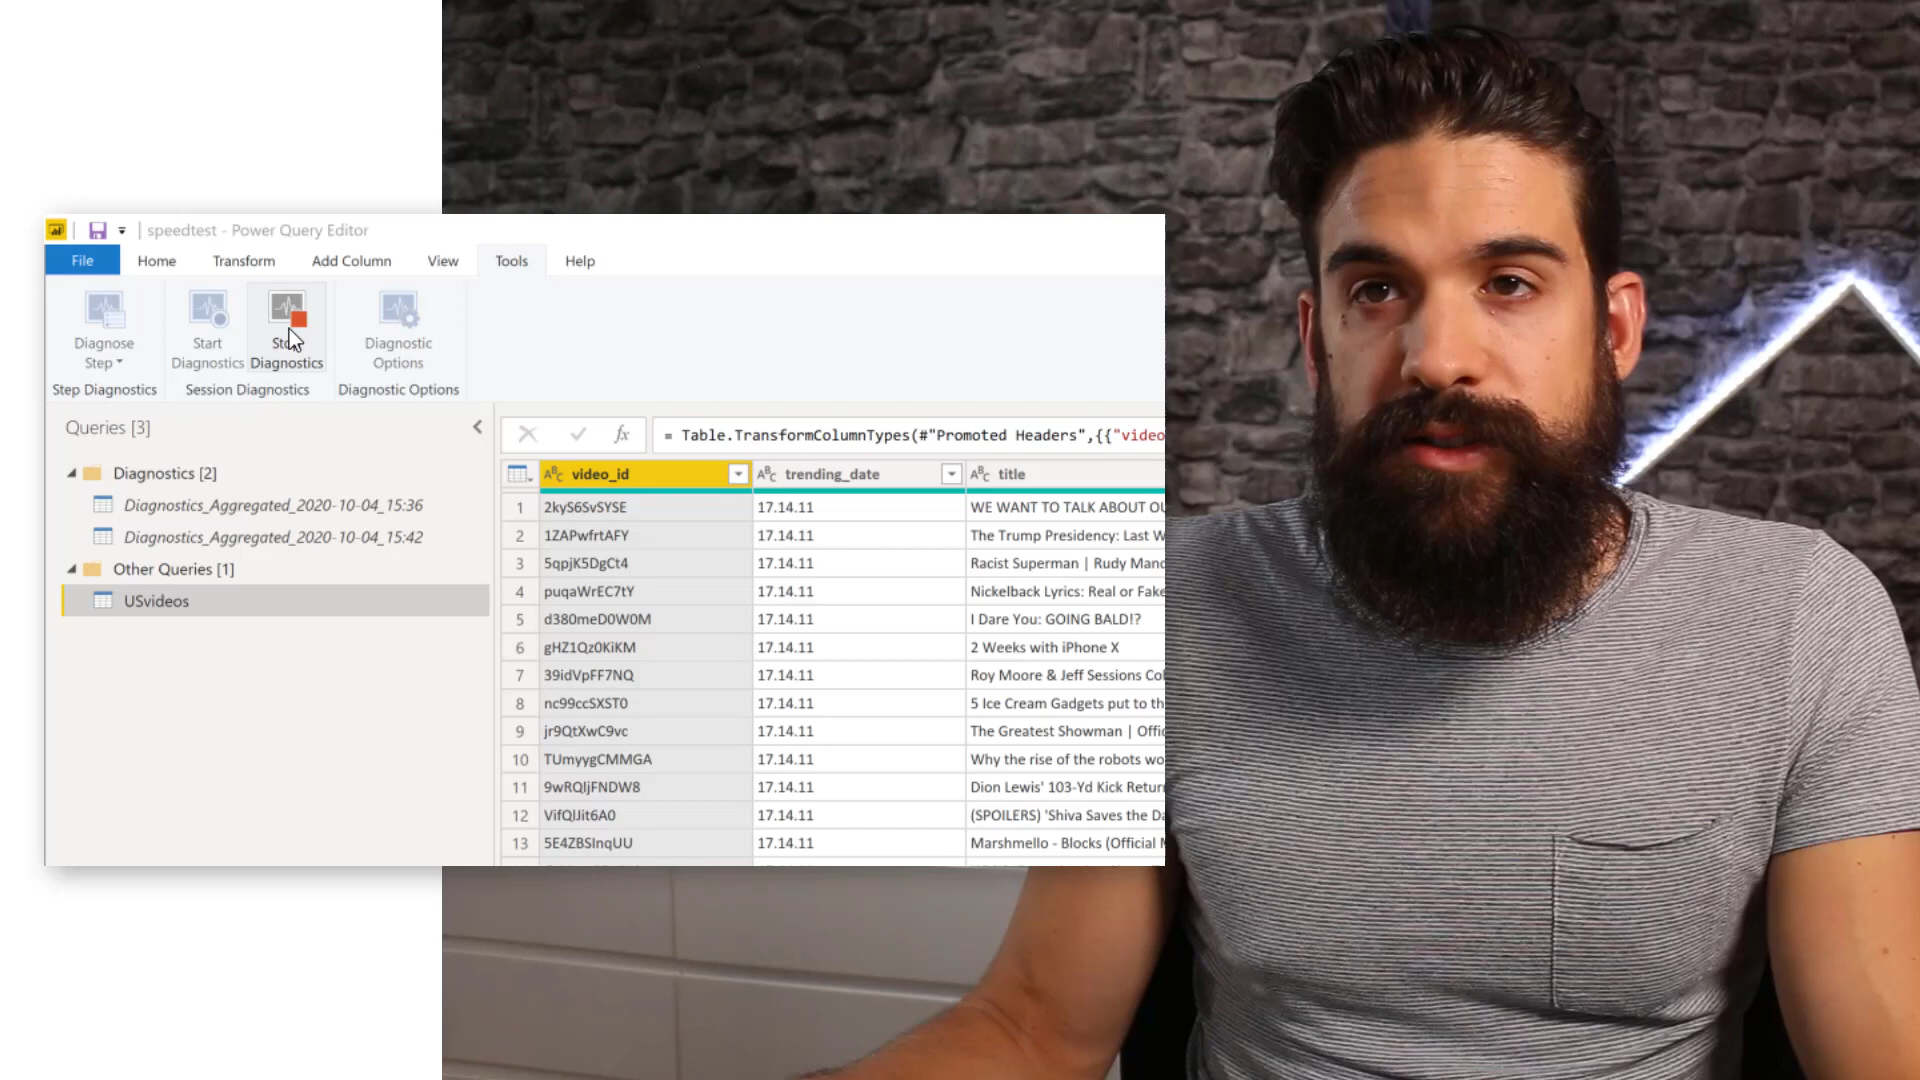 speedtest - Power Query Editor
File Home Transform Add Column View Tools Help
Diagnose Step
Start Diagnostics
Diagnostics
Diagnostic Options
Step Diagnostics Session Diagnostics Diagnostic Options
Queries [3]
fx = Table.TransformColumnTypes(#"Promoted Headers",{{"video
Diagnostics [2]
Diagnostics_Aggregated_2020-10-04_15:36
Diagnostics_Aggregated_2020-10-04_15:42
Other Queries [1]
USvideos
ABC video_id ABC trending_date ABC title
1 2kyS6SvSYSE 17.14.11 WE WANT TO TALK ABOUT
2 1ZAPwfrtAFY 17.14.11 The Trump Presidency: Last
3 5qpjK5DgCt4 17.14.11 Racist Superman | Rudy
4 puqaWrEC7tY 17.14.11 Nickelback Lyrics: Real or
5 d380meD0W0M 17.14.11 I Dare You: GOING BALD!?
6 gHZ1Qz0KiKM 17.14.11 2 Weeks with iPhone X
7 39idVpFF7NQ 17.14.11 Roy Moore & Jeff Sessions
8 nc99ccSXST0 17.14.11 5 Ice Cream Gadgets put to
9 jr9QtXwC9vc 17.14.11 The Greatest Showman |
10 TUmyygCMMGA 17.14.11 Why the rise of the robots
11 9wRQljFNDW8 17.14.11 Dion Lewis' 103-Yd Kick
12 VifQlJit6A0 17.14.11 (SPOILERS) 'Shiva Saves the
13 5E4ZBSInqUU 17.14.11 Marshmello - Blocks (Official